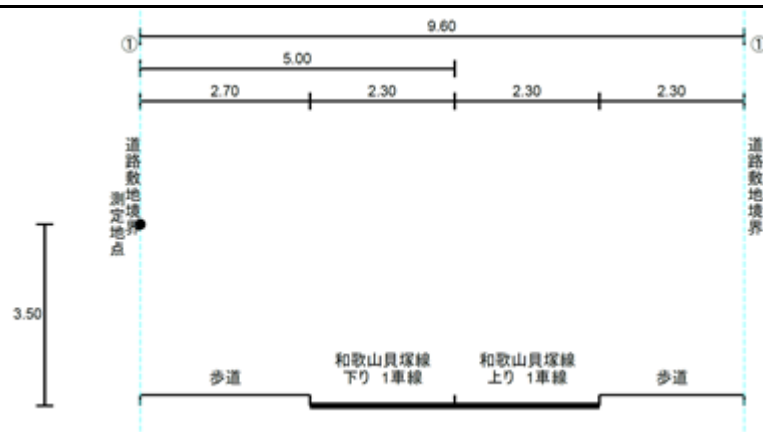 9.60
①
①
5.00
2.70
2.30
2.30
2.30
道路敷地境界
測定地点
道路敷地境界
3.50
歩道
和歌山貝塚線
下り 1車線
和歌山貝塚線
上り 1車線
歩道